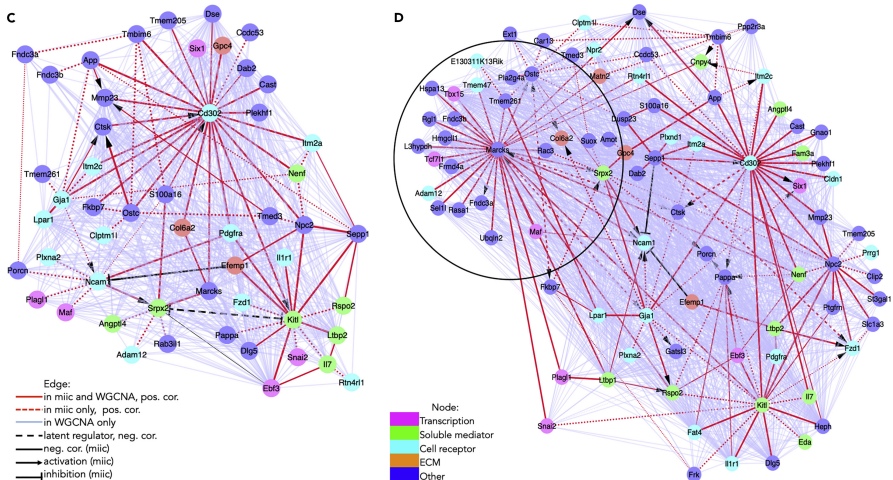 C
Dse
Tmem205
Ccdc53
Tmbim6
Six1
Gpc4
Fndc3a
App
Dab2
Fndc3b
Cast
Mmp23
Cd302
Plekhf1
Ctsk
Itm2a
Itm2c
Nenf
Tmem261
Gja1
S100a16
Fkbp7
Ostc
Lpar1
Tmed3
Npc2
Clptm1l
Col6a2
Pdgfra
Sepp1
Plxna2
Il1r1
Efemp1
Porcn
Ncam1
Marcks
Plagl1
Fzd1
Rspo2
Maf
Srpx2
Kitl
Angptl4
Pappa
Ltbp2
Rab3il1
Dlg5
Adam12
Snai2
Il7
Rtn4rl1
Ebf3
Edge:
in miic and WGCNA, pos. cor.
in miic only, pos. cor.
in WGCNA only
latent regulator, neg. cor.
neg. cor. (miic)
activation (miic)
inhibition (miic)
D
Dse
Clptm1l
Ext1
Ppp2r3a
Car13
Tmbim6
Npr2
Ccdc53
Tmed3
E130311K13Rik
Cnpy4
Ostc
Pla2g4a
Matn2
Rtn4rl1
Itm2c
Hspa13
Tmem47
Tbx15
Tmem261
App
S100a16
Angptl4
Fndc3b
Dusp23
Rgl1
Cast
Gnao1
Hmgcl1
Col6a2
Suox
Amot
Plxnd1
L3hypdh
Marcks
Rac3
Itm2a
Fam3a
Tcf7l1
Gpc4
Sepp1
Cd302
Plekhf1
Frmd4a
Srpx2
Dab2
Cldn1
Six1
Adam12
Sel1l
Rasa1
Fndc3a
Ctsk
Mmp23
Maf
Tmem205
Ubqln2
Ncam1
Porcn
Prrg1
Npc2
Nenf
Clip2
Pappa
Fkbp7
St3gal1
Efemp1
Ptgfrn
Lpar1
Gja1
Slc1a3
Ltbp2
Plxna2
Gatsl3
Ebf3
Pdgfra
Fzd1
Plagl1
Ltbp1
Rspo2
Il7
Kitl
Snai2
Heph
Fat4
Eda
Il1r1
Dlg5
Frk
Node:
Transcription
Soluble mediator
Cell receptor
ECM
Other